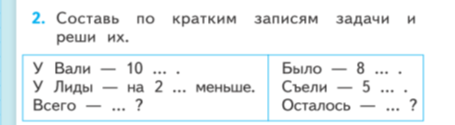 2. Составь по кратким записям задачи и
реши их.
У Вали — 10 ... .
У Лиды — на 2 ... меньше.
Всего — ... ?
Было — 8 ... .
Съели — 5 ... .
Осталось — ... ?